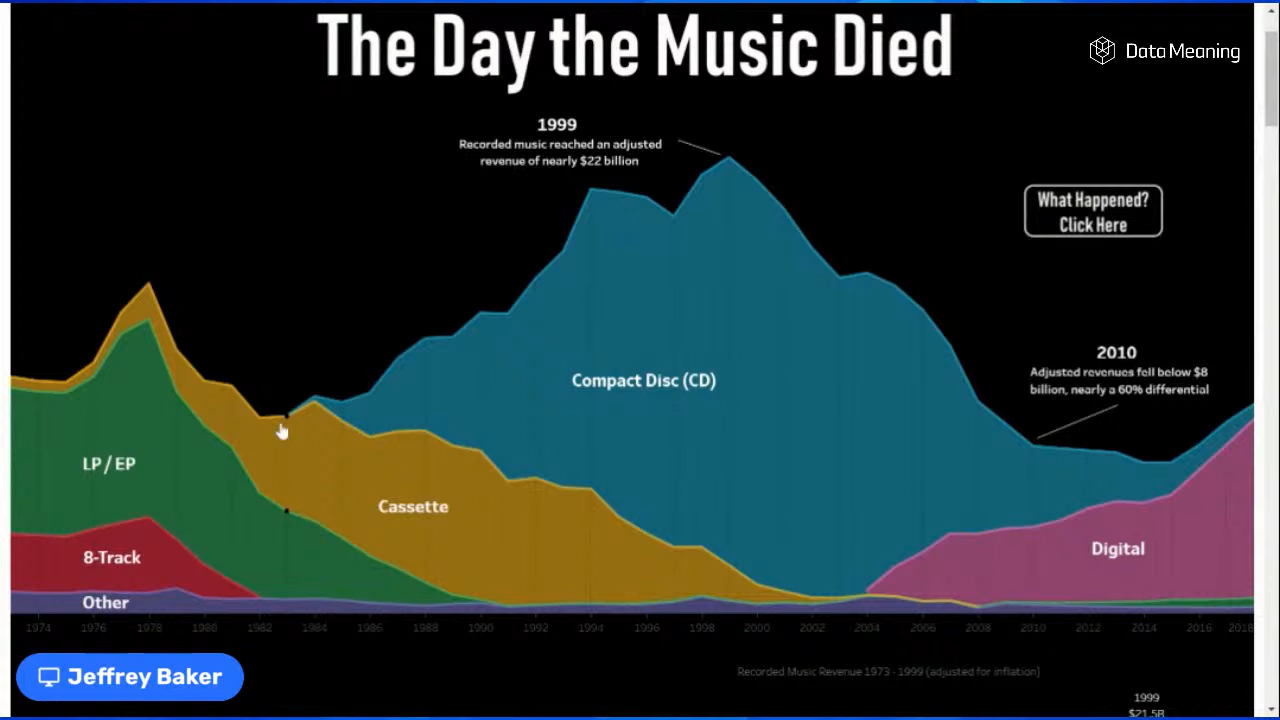 The Day the Music Died
Data Meaning
1999
Recorded music reached an adjusted
revenue of nearly $22 billion
What Happened?
Click Here
2010
Adjusted revenues fell below $8
billion, nearly a 60% differential
Compact Disc (CD)
LP / EP
Cassette
8-Track
Digital
Other
1974 1976 1978 1980 1982 1984 1986 1988 1990 1992 1994 1996 1998 2000 2002 2004 2006 2008 2010 2012 2014 2016 2018
Recorded Music Revenue 1973 - 1999 (adjusted for inflation)
Jeffrey Baker
1999
$21.5B